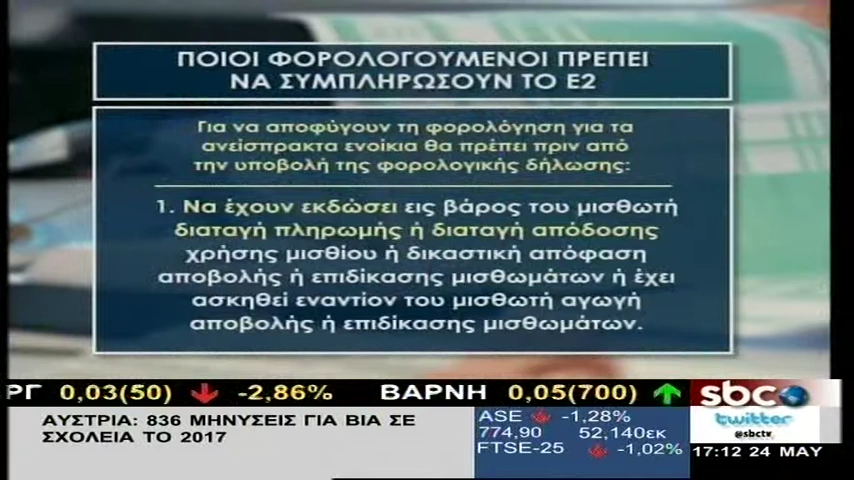 ΠΟΙΟΙ ΦΟΡΟΛΟΓΟΥΜΕΝΟΙ ΠΡΕΠΕΙ
ΝΑ ΣΥΜΠΛΗΡΩΣΟΥΝ ΤΟ Ε2
Για να αποφύγουν τη φορολόγηση για τα
ανείσπρακτα ενοίκια θα πρέπει πριν από
την υποβολή της φορολογικής δήλωσης:
1. Να έχουν εκδώσει εις βάρος του μισθωτή
διαταγή πληρωμής ή διαταγή απόδοσης
χρήσης μισθίου ή δικαστική απόφαση
αποβολής ή επιδίκασης μισθωμάτων ή έχει
ασκηθεί εναντίον του μισθωτή αγωγή
αποβολής ή επιδίκασης μισθωμάτων.
ΡΓ 0,03(50) -2,86% ΒΑΡΝΗ 0,05(700)
sbc
twitter
@sbctv
ΑΥΣΤΡΙΑ: 836 ΜΗΝΥΣΕΙΣ ΓΙΑ ΒΙΑ ΣΕ
ΣΧΟΛΕΙΑ ΤΟ 2017
ASE -1,28%
774,90 52,140εκ
FTSE-25 -1,02%
17:12 24 MAY